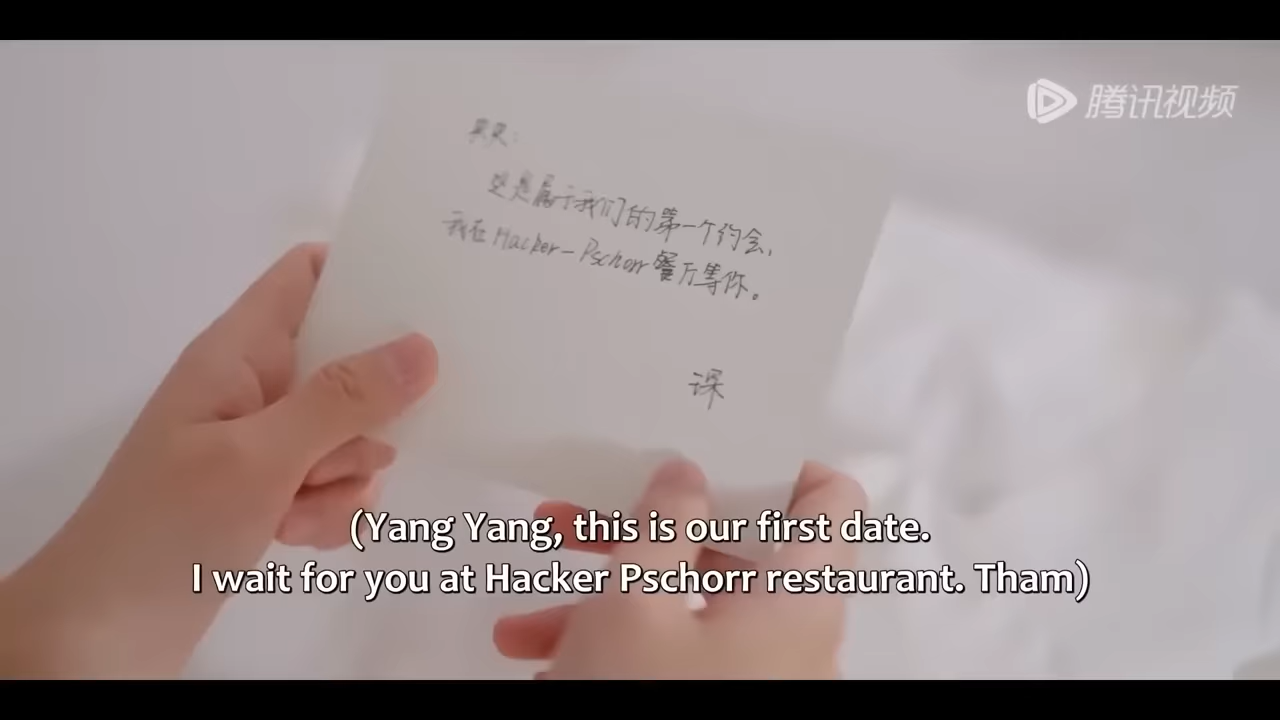 腾讯视频
央央：
这是属于我们的第一个约会,
我在Hacker-Pschorr餐厅等你。
深
(Yang Yang, this is our first date.
I wait for you at Hacker Pschorr restaurant. Tham)